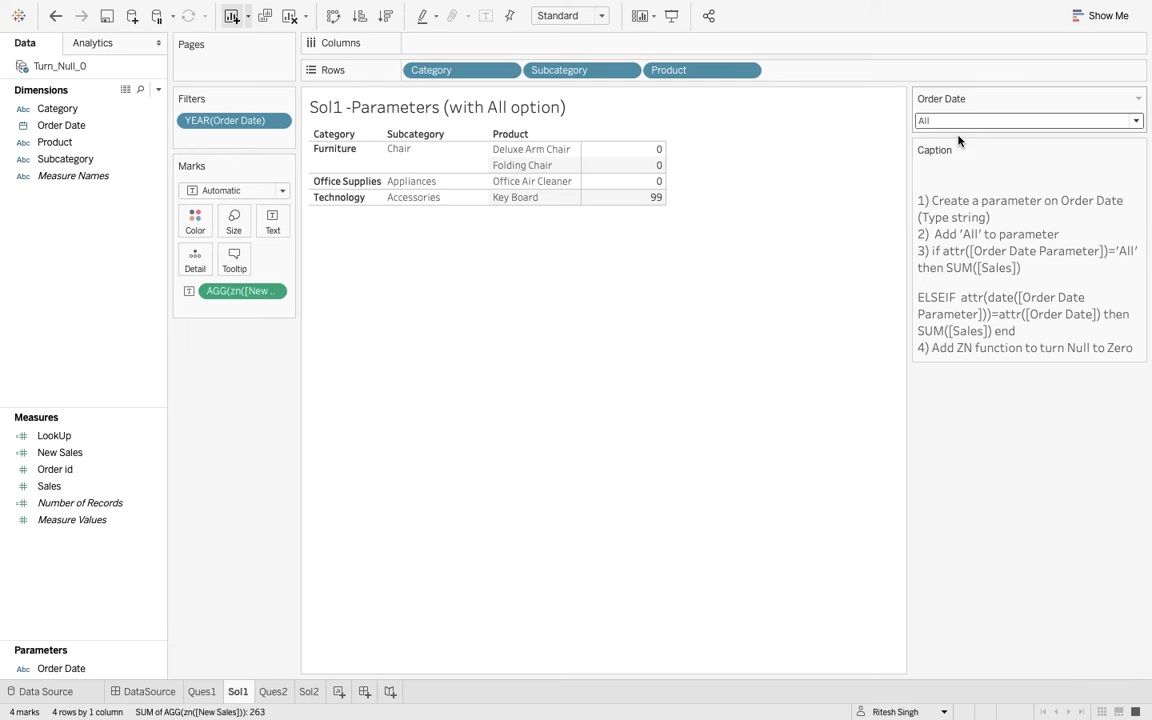 Standard
Show Me
Data
Analytics
Pages
Columns
Turn_Null_0
Rows
Category
Subcategory
Product
Dimensions
Abc Category
Order Date
Abc Product
Abc Subcategory
Abc Measure Names
Filters
YEAR(Order Date)
Marks
Automatic
Color
Size
Text
Detail
Tooltip
AGG(zn([New ..
Sol1 -Parameters (with All option)
Category Subcategory Product
Furniture Chair Deluxe Arm Chair 0
Folding Chair 0
Office Supplies Appliances Office Air Cleaner 0
Technology Accessories Key Board 99
Order Date
All
Caption
1) Create a parameter on Order Date
(Type string)
2) Add 'All' to parameter
3) if attr([Order Date Parameter])='All'
then SUM([Sales])
ELSEIF attr(date([Order Date
Parameter]))=attr([Order Date]) then
SUM([Sales]) end
4) Add ZN function to turn Null to Zero
Measures
LookUp
New Sales
Order id
Sales
Number of Records
Measure Values
Parameters
Abc Order Date
Data Source
DataSource
Ques1
Sol1
Ques2
Sol2
4 marks
4 rows by 1 column
SUM of AGG(zn([New Sales])): 263
Ritesh Singh